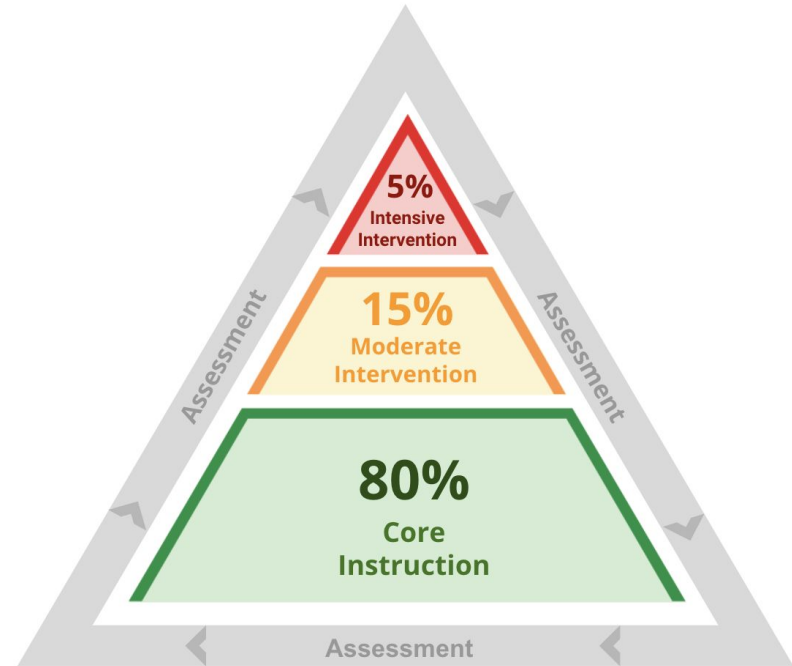 5%
Intensive
Intervention
15%
Moderate
Intervention
Assessment
Assessment
80%
Core
Instruction
Assessment